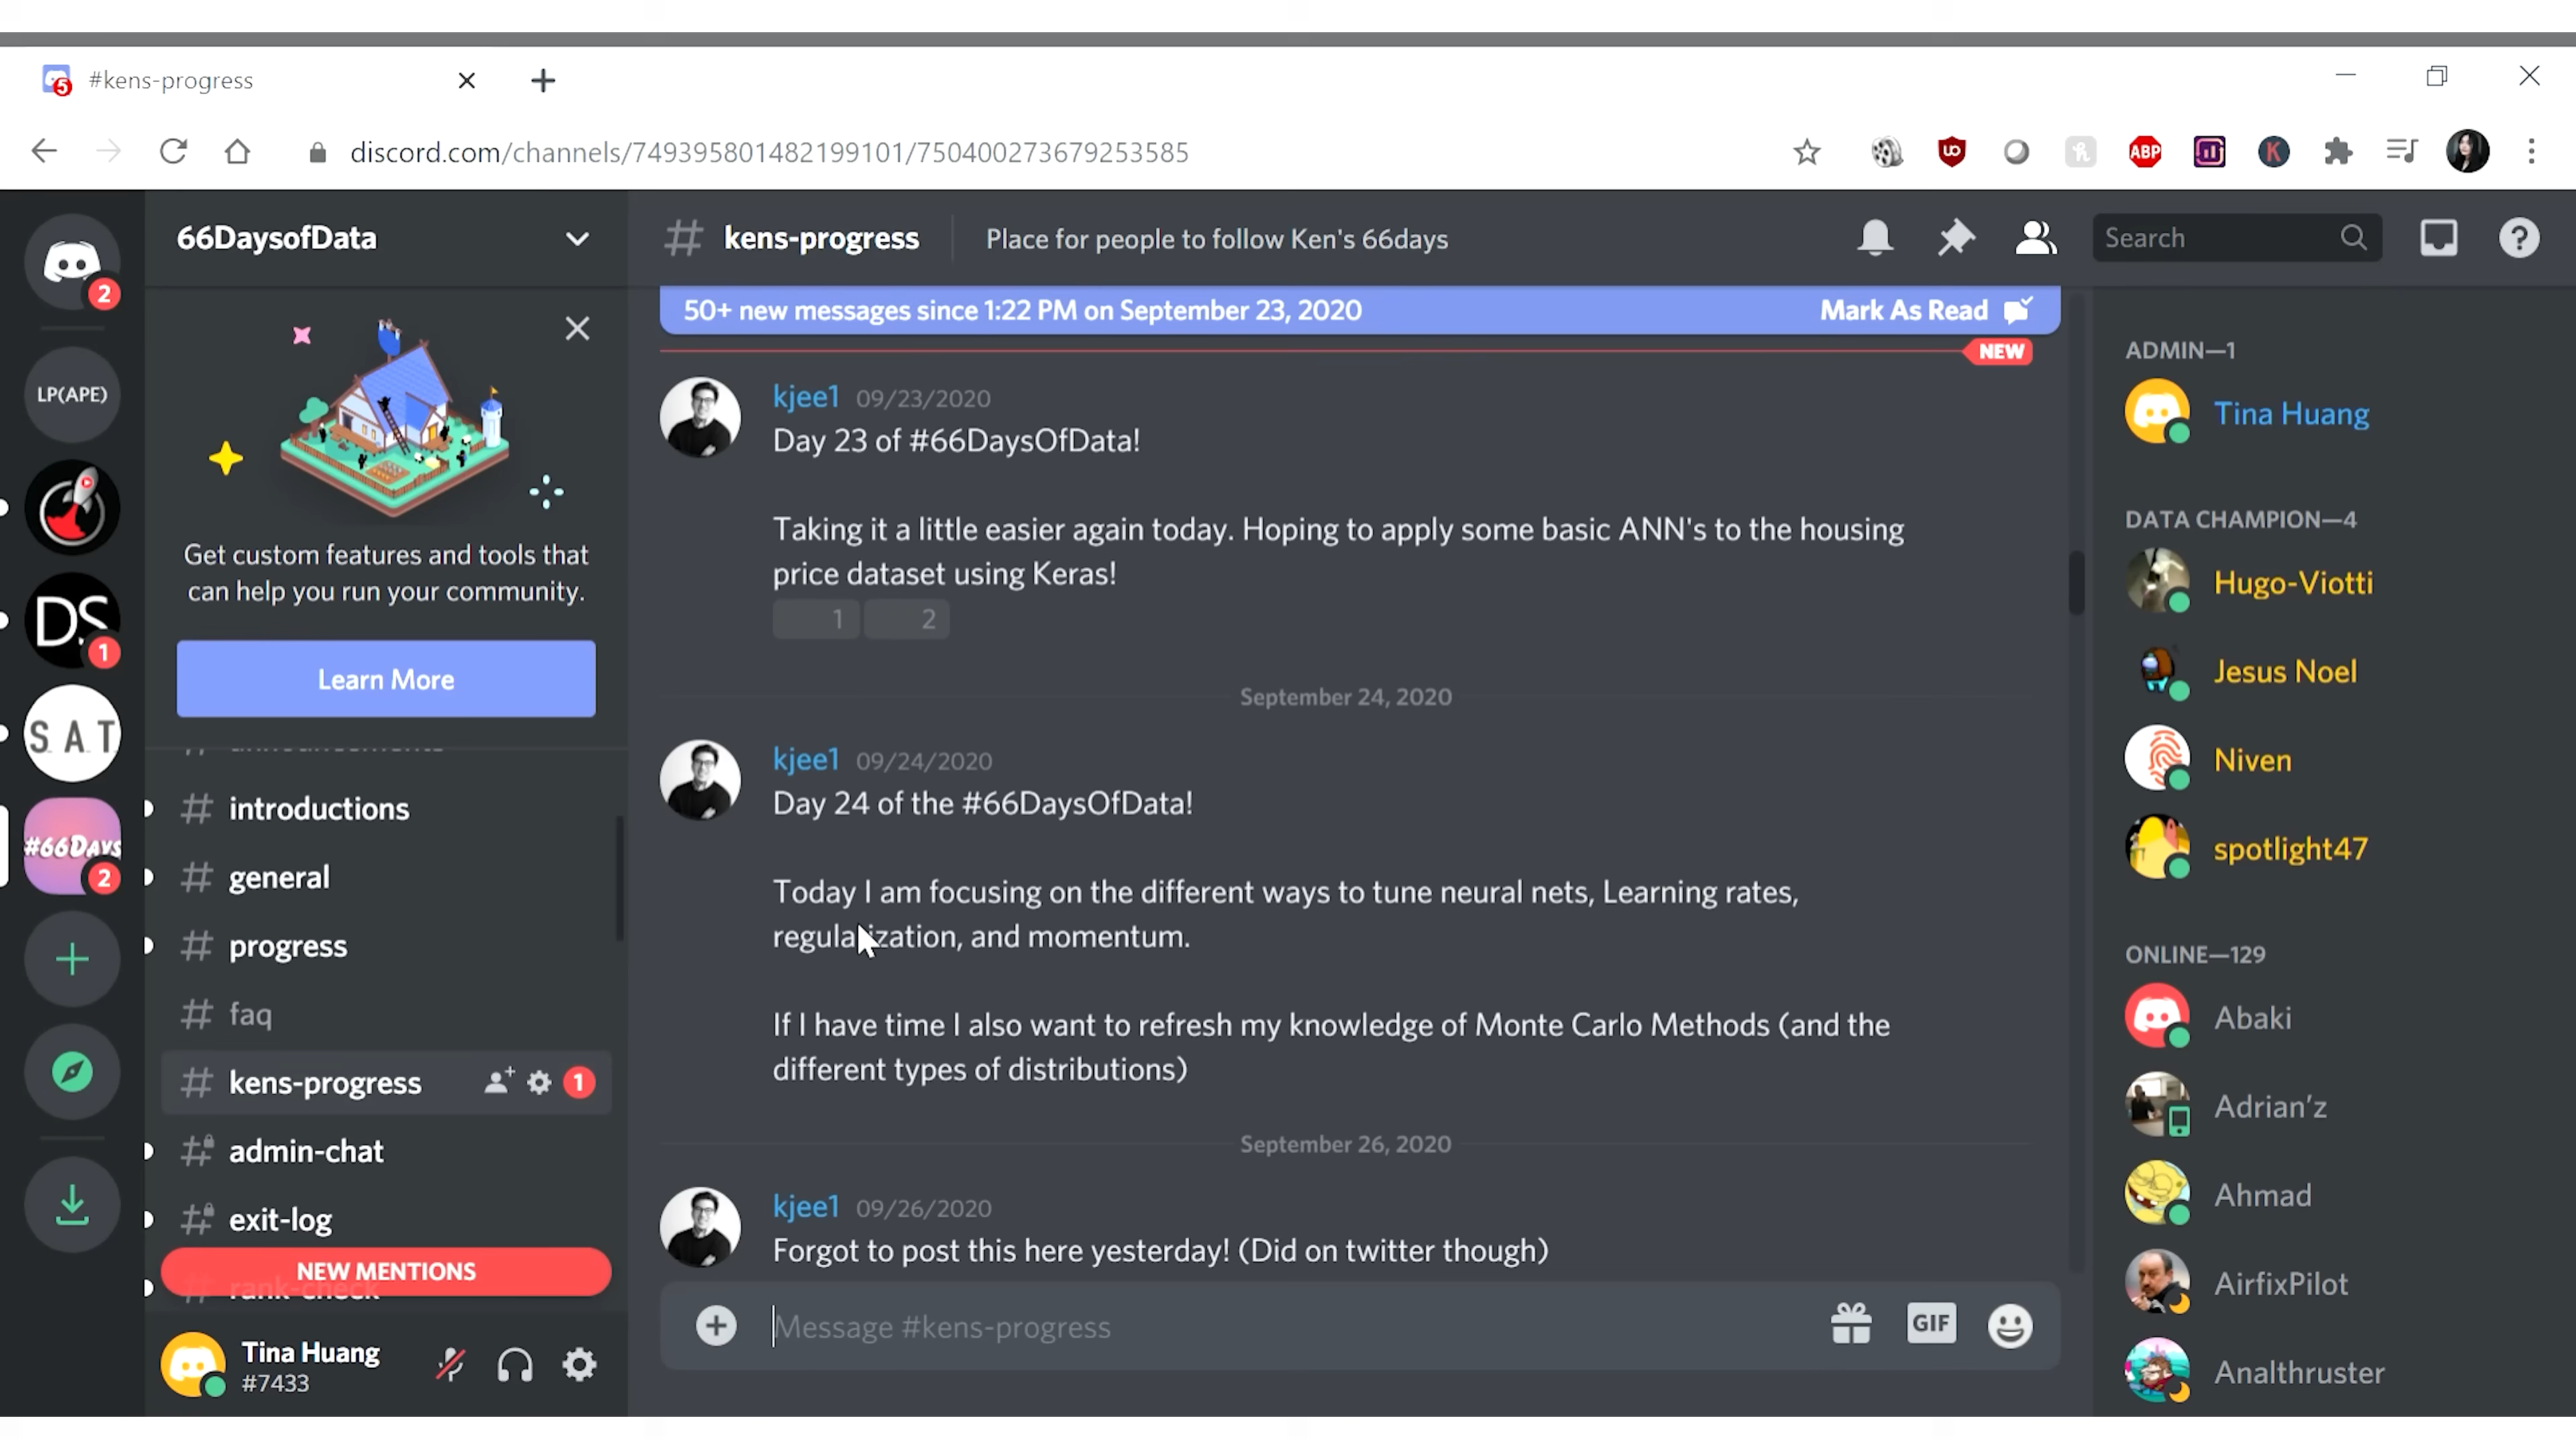 5
#kens-progress
discord.com/channels/749395801482199101/750400273679253585
UO
ABP
K
2
LP(APE)
DS
1
S A T
#66DAYS
2
66DaysofData
Get custom features and tools that
can help you run your community.
Learn More
introductions
general
progress
faq
kens-progress
1
admin-chat
exit-log
NEW MENTIONS
rank-check
Tina Huang
#7433
kens-progress
Place for people to follow Ken's 66days
Search
50+ new messages since 1:22 PM on September 23, 2020
Mark As Read
NEW
kjee1 09/23/2020
Day 23 of #66DaysOfData!
Taking it a little easier again today. Hoping to apply some basic ANN's to the housing
price dataset using Keras!
1 2
September 24, 2020
kjee1 09/24/2020
Day 24 of the #66DaysOfData!
Today I am focusing on the different ways to tune neural nets, Learning rates,
regularization, and momentum.
If I have time I also want to refresh my knowledge of Monte Carlo Methods (and the
different types of distributions)
September 26, 2020
kjee1 09/26/2020
Forgot to post this here yesterday! (Did on twitter though)
Message #kens-progress
GIF
ADMIN—1
Tina Huang
DATA CHAMPION—4
Hugo-Viotti
Jesus Noel
Niven
spotlight47
ONLINE—129
Abaki
Adrian’z
Ahmad
AirfixPilot
Analthruster